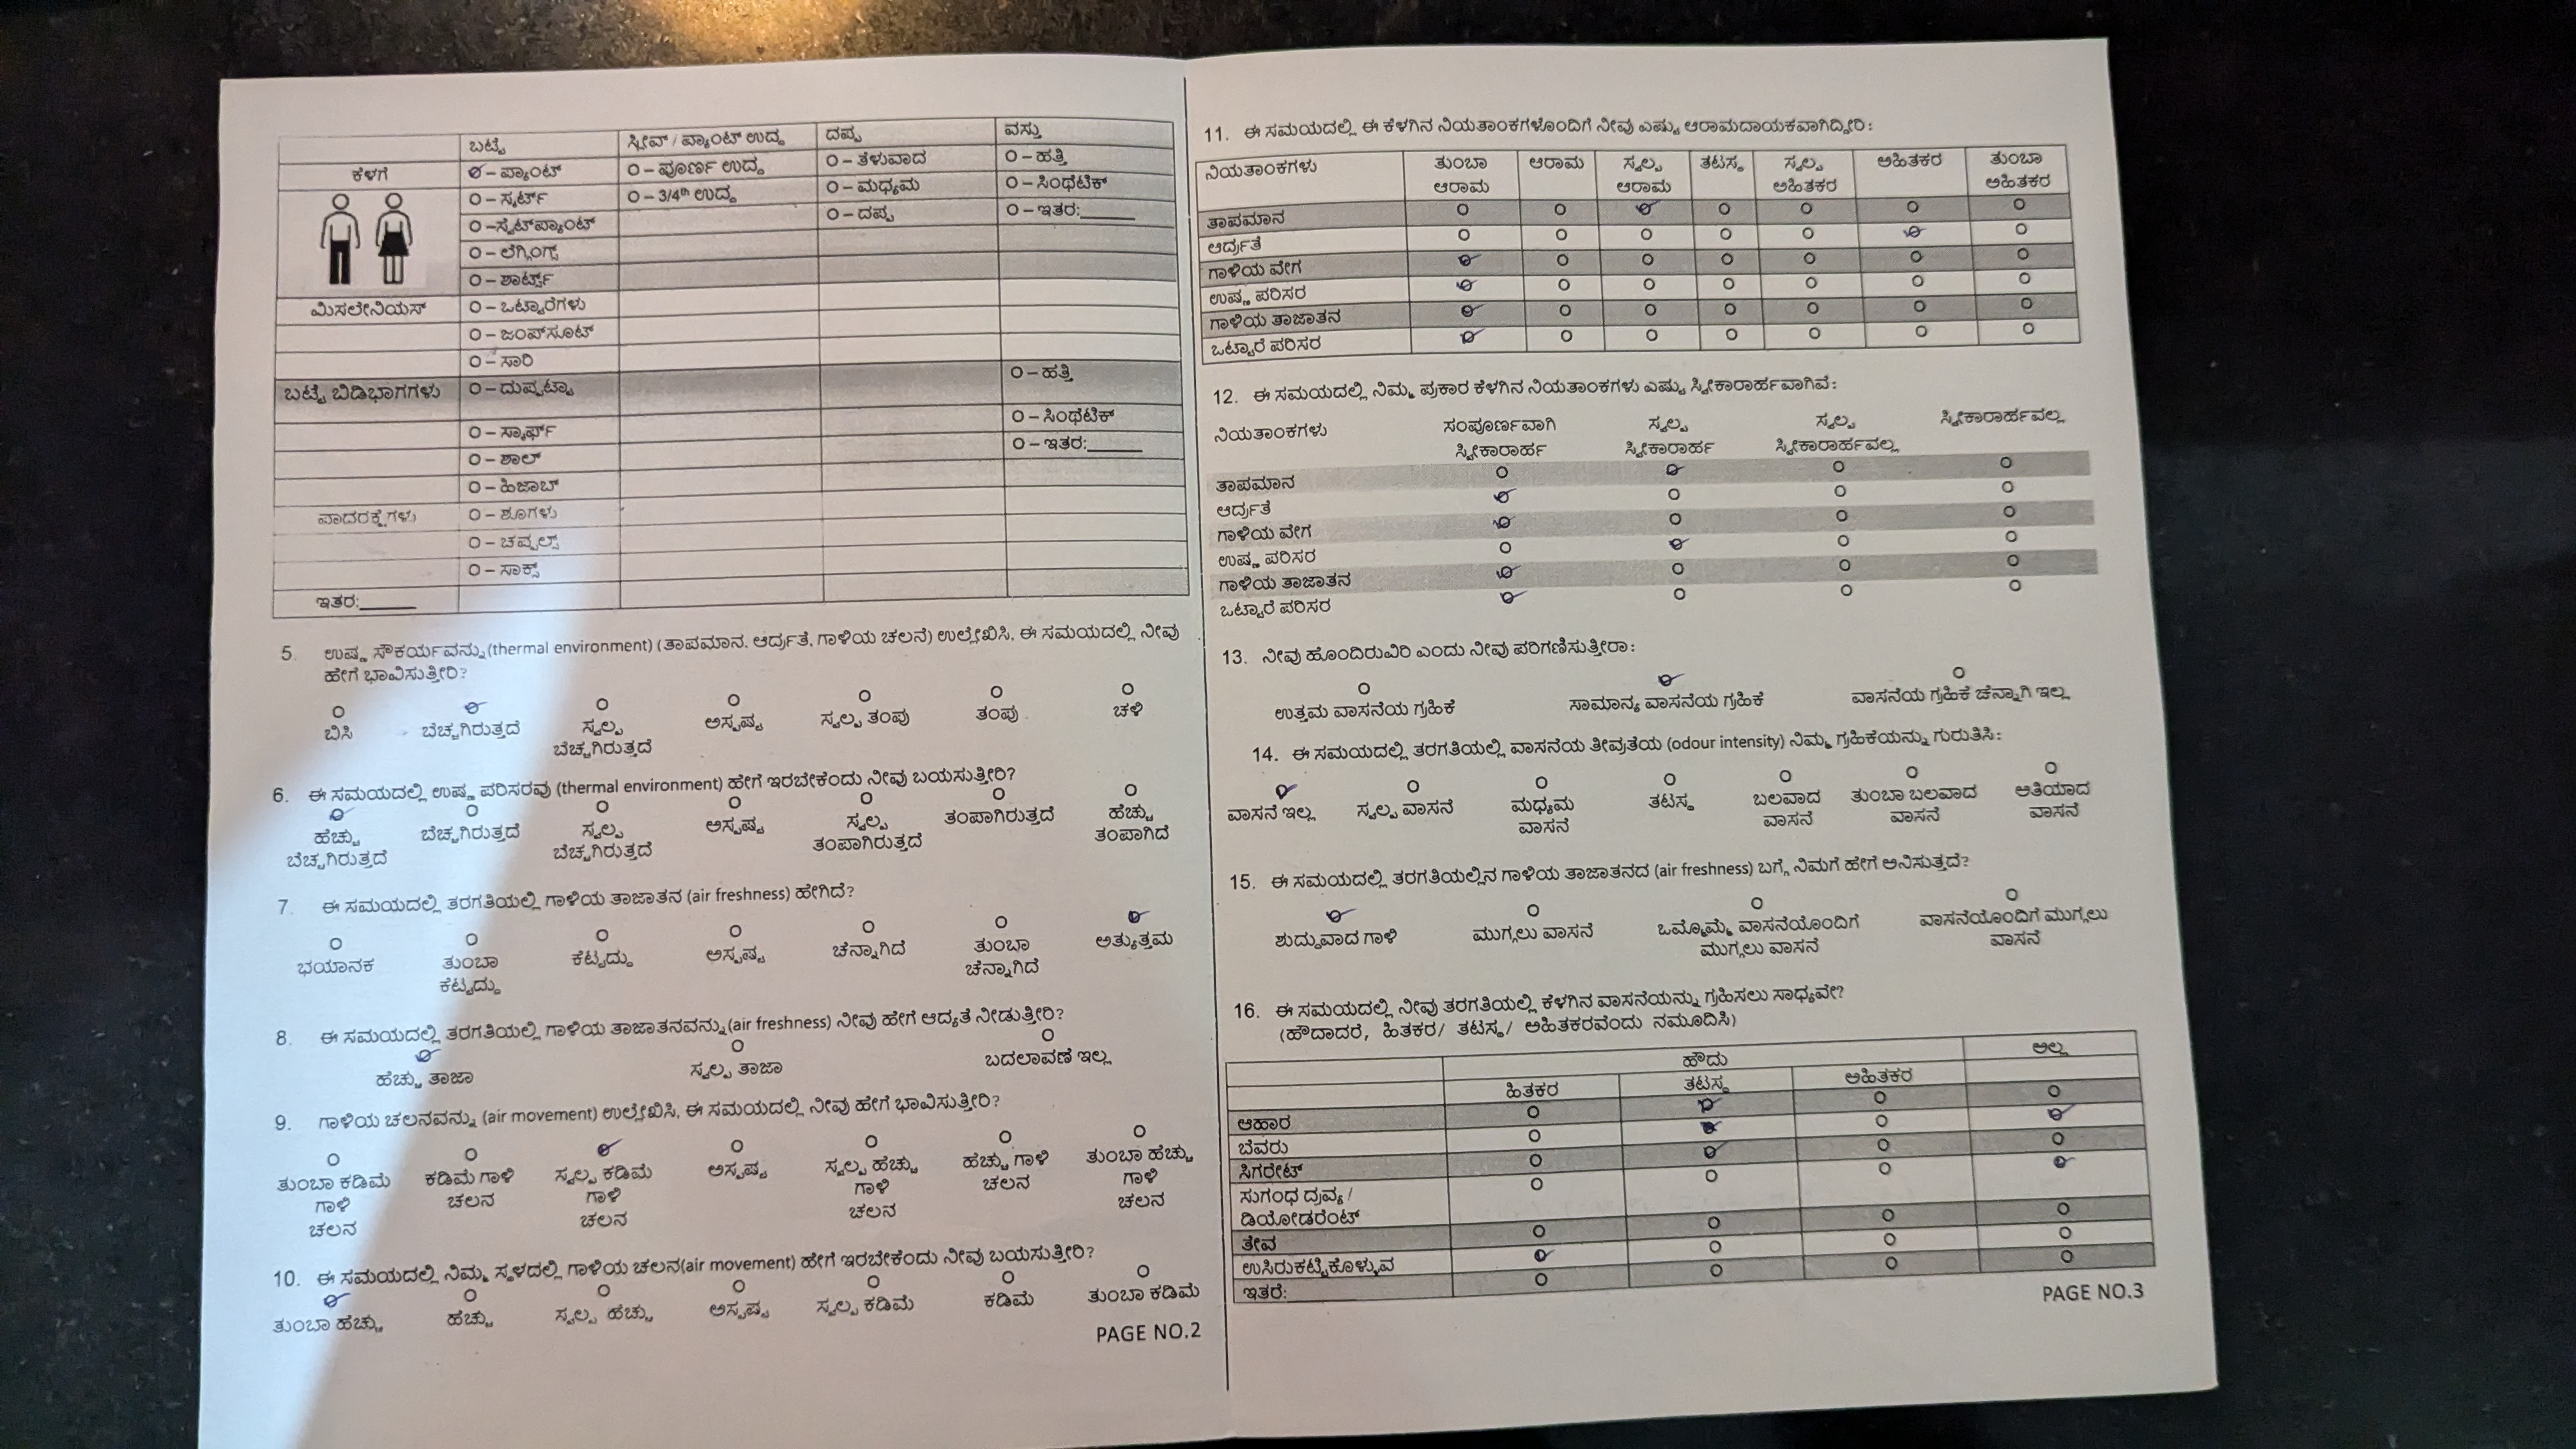 ಬಟ್ಟೆ ಸ್ಲೀವ್ / ಪ್ಯಾಂಟ್ ಉದ್ದ ದಪ್ಪ ವಸ್ತು
ಕೆಳಗೆ O – ಪ್ಯಾಂಟ್ O – ಪೂರ್ಣ ಉದ್ದ O – ತೆಳುವಾದ O – ಹತ್ತಿ
O – ಸ್ಕರ್ಟ್ O – 3/4th ಉದ್ದ O – ಮಧ್ಯಮ O – ಸಿಂಥೆಟಿಕ್
O –ಸ್ವೆಟ್‌ಪ್ಯಾಂಟ್ O – ದಪ್ಪ O – ಇತರ:______
O – ಲೆಗ್ಗಿಂಗ್ಸ್
O – ಶಾರ್ಟ್ಸ್
ಮಿಸಲೇನಿಯಸ್ O – ಒಟ್ಟಾರೆಗಳು
O – ಜಂಪ್‌ಸೂಟ್
O – ಸಾರಿ
ಬಟ್ಟೆ ಬಿಡಿಭಾಗಗಳು O – ದುಪ್ಪಟ್ಟಾ O – ಹತ್ತಿ
O – ಸ್ಕಾರ್ಫ್ O – ಸಿಂಥೆಟಿಕ್
O – ಶಾಲ್ O – ಇತರ:______
O – ಹಿಜಾಬ್
ಪಾದರಕ್ಷೆಗಳು O – ಶೂಗಳು
O – ಚಪ್ಪಲ್ಸ್
O – ಸಾಕ್ಸ್
ಇತರ:______
5. ಉಷ್ಣ ಸೌಕರ್ಯವನ್ನು (thermal environment) (ತಾಪಮಾನ. ಆರ್ದ್ರತೆ, ಗಾಳಿಯ ಚಲನೆ) ಉಲ್ಲೇಖಿಸಿ, ಈ ಸಮಯದಲ್ಲಿ ನೀವು
ಹೇಗೆ ಭಾವಿಸುತ್ತೀರಿ?
ಬಿಸಿ ಬೆಚ್ಚಗಿರುತ್ತದೆ ಸ್ವಲ್ಪ ಅಸ್ಪಷ್ಟ ಸ್ವಲ್ಪ ತಂಪು ತಂಪು ಚಳಿ
ಬೆಚ್ಚಗಿರುತ್ತದೆ
6. ಈ ಸಮಯದಲ್ಲಿ ಉಷ್ಣ ಪರಿಸರವು (thermal environment) ಹೇಗೆ ಇರಬೇಕೆಂದು ನೀವು ಬಯಸುತ್ತೀರಿ?
ಹೆಚ್ಚು ಬೆಚ್ಚಗಿರುತ್ತದೆ ಸ್ವಲ್ಪ ಅಸ್ಪಷ್ಟ ಸ್ವಲ್ಪ ತಂಪಾಗಿರುತ್ತದೆ ಹೆಚ್ಚು
ಬೆಚ್ಚಗಿರುತ್ತದೆ ಬೆಚ್ಚಗಿರುತ್ತದೆ ತಂಪಾಗಿರುತ್ತದೆ ತಂಪಾಗಿದೆ
7. ಈ ಸಮಯದಲ್ಲಿ ತರಗತಿಯಲ್ಲಿ ಗಾಳಿಯ ತಾಜಾತನ (air freshness) ಹೇಗಿದೆ?
ಭಯಾನಕ ತುಂಬಾ ಕೆಟ್ಟದ್ದು ಅಸ್ಪಷ್ಟ ಚೆನ್ನಾಗಿದೆ ತುಂಬಾ ಅತ್ಯುತ್ತಮ
ಕೆಟ್ಟದ್ದು ಚೆನ್ನಾಗಿದೆ
8. ಈ ಸಮಯದಲ್ಲಿ ತರಗತಿಯಲ್ಲಿ ಗಾಳಿಯ ತಾಜಾತನವನ್ನು (air freshness) ನೀವು ಹೇಗೆ ಆದ್ಯತೆ ನೀಡುತ್ತೀರಿ?
ಹೆಚ್ಚು ತಾಜಾ ಸ್ವಲ್ಪ ತಾಜಾ ಬದಲಾವಣೆ ಇಲ್ಲ
9. ಗಾಳಿಯ ಚಲನವನ್ನು (air movement) ಉಲ್ಲೇಖಿಸಿ, ಈ ಸಮಯದಲ್ಲಿ ನೀವು ಹೇಗೆ ಭಾವಿಸುತ್ತೀರಿ?
ತುಂಬಾ ಕಡಿಮೆ ಕಡಿಮೆ ಗಾಳಿ ಸ್ವಲ್ಪ ಕಡಿಮೆ ಅಸ್ಪಷ್ಟ ಸ್ವಲ್ಪ ಹೆಚ್ಚು ಹೆಚ್ಚು ಗಾಳಿ ತುಂಬಾ ಹೆಚ್ಚು
ಗಾಳಿ ಚಲನ ಗಾಳಿ ಗಾಳಿ ಚಲನ ಗಾಳಿ
ಚಲನ ಚಲನ ಚಲನ ಚಲನ
10. ಈ ಸಮಯದಲ್ಲಿ ನಿಮ್ಮ ಸ್ಥಳದಲ್ಲಿ ಗಾಳಿಯ ಚಲನ(air movement) ಹೇಗೆ ಇರಬೇಕೆಂದು ನೀವು ಬಯಸುತ್ತೀರಿ?
ತುಂಬಾ ಹೆಚ್ಚು ಹೆಚ್ಚು ಸ್ವಲ್ಪ ಹೆಚ್ಚು ಅಸ್ಪಷ್ಟ ಸ್ವಲ್ಪ ಕಡಿಮೆ ಕಡಿಮೆ ತುಂಬಾ ಕಡಿಮೆ
PAGE NO.2
11. ಈ ಸಮಯದಲ್ಲಿ ಈ ಕೆಳಗಿನ ನಿಯತಾಂಕಗಳೊಂದಿಗೆ ನೀವು ಎಷ್ಟು ಆರಾಮದಾಯಕವಾಗಿದ್ದೀರಿ:
ನಿಯತಾಂಕಗಳು ತುಂಬಾ ಆರಾಮ ಸ್ವಲ್ಪ ತಟಸ್ಥ ಸ್ವಲ್ಪ ಅಹಿತಕರ ತುಂಬಾ
ಆರಾಮ ಆರಾಮ ಅಹಿತಕರ ಅಹಿತಕರ
ತಾಪಮಾನ
ಆರ್ದ್ರತೆ
ಗಾಳಿಯ ವೇಗ
ಉಷ್ಣ ಪರಿಸರ
ಗಾಳಿಯ ತಾಜಾತನ
ಒಟ್ಟಾರೆ ಪರಿಸರ
12. ಈ ಸಮಯದಲ್ಲಿ ನಿಮ್ಮ ಪ್ರಕಾರ ಕೆಳಗಿನ ನಿಯತಾಂಕಗಳು ಎಷ್ಟು ಸ್ವೀಕಾರಾರ್ಹವಾಗಿವೆ:
ನಿಯತಾಂಕಗಳು ಸಂಪೂರ್ಣವಾಗಿ ಸ್ವಲ್ಪ ಸ್ವಲ್ಪ ಸ್ವೀಕಾರಾರ್ಹವಲ್ಲ
ಸ್ವೀಕಾರಾರ್ಹ ಸ್ವೀಕಾರಾರ್ಹ ಸ್ವೀಕಾರಾರ್ಹವಲ್ಲ
ತಾಪಮಾನ
ಆರ್ದ್ರತೆ
ಗಾಳಿಯ ವೇಗ
ಉಷ್ಣ ಪರಿಸರ
ಗಾಳಿಯ ತಾಜಾತನ
ಒಟ್ಟಾರೆ ಪರಿಸರ
13. ನೀವು ಹೊಂದಿರುವಿರಿ ಎಂದು ನೀವು ಪರಿಗಣಿಸುತ್ತೀರಾ:
ಉತ್ತಮ ವಾಸನೆಯ ಗ್ರಹಿಕೆ ಸಾಮಾನ್ಯ ವಾಸನೆಯ ಗ್ರಹಿಕೆ ವಾಸನೆಯ ಗ್ರಹಿಕೆ ಚೆನ್ನಾಗಿ ಇಲ್ಲ
14. ಈ ಸಮಯದಲ್ಲಿ ತರಗತಿಯಲ್ಲಿ ವಾಸನೆಯ ತೀವ್ರತೆಯ (odour intensity) ನಿಮ್ಮ ಗ್ರಹಿಕೆಯನ್ನು ಗುರುತಿಸಿ:
ವಾಸನೆ ಇಲ್ಲ ಸ್ವಲ್ಪ ವಾಸನೆ ಮಧ್ಯಮ ತಟಸ್ಥ ಬಲವಾದ ತುಂಬಾ ಬಲವಾದ ಅತಿಯಾದ
ವಾಸನೆ ವಾಸನೆ ವಾಸನೆ ವಾಸನೆ
15. ಈ ಸಮಯದಲ್ಲಿ ತರಗತಿಯಲ್ಲಿನ ಗಾಳಿಯ ತಾಜಾತನದ (air freshness) ಬಗ್ಗೆ ನಿಮಗೆ ಹೇಗೆ ಅನಿಸುತ್ತದೆ?
ಶುದ್ಧುವಾದ ಗಾಳಿ ಮುಗ್ಗಲು ವಾಸನೆ ಒಮ್ಮೊಮ್ಮೆ ವಾಸನೆಯೊಂದಿಗೆ ವಾಸನೆಯೊಂದಿಗೆ ಮುಗ್ಗಲು
ಮುಗ್ಗಲು ವಾಸನೆ ವಾಸನೆ
16. ಈ ಸಮಯದಲ್ಲಿ ನೀವು ತರಗತಿಯಲ್ಲಿ ಕೆಳಗಿನ ವಾಸನೆಯನ್ನು ಗ್ರಹಿಸಲು ಸಾಧ್ಯವೇ?
(ಹೌದಾದರೆ, ಹಿತಕರ/ ತಟಸ್ಥ/ ಅಹಿತಕರವೆಂದು ನಮೂದಿಸಿ)
ಹೌದು ಅಲ್ಲ
ಹಿತಕರ ತಟಸ್ಥ ಅಹಿತಕರ
ಆಹಾರ
ಬೆವರು
ಸಿಗರೇಟ್
ಸುಗಂಧ ದ್ರವ್ಯ /
ಡಿಯೋಡರೆಂಟ್
ತೇವ
ಉಸಿರುಕಟ್ಟಿಕೊಳ್ಳುವ
ಇತರೆ:______
PAGE NO.3